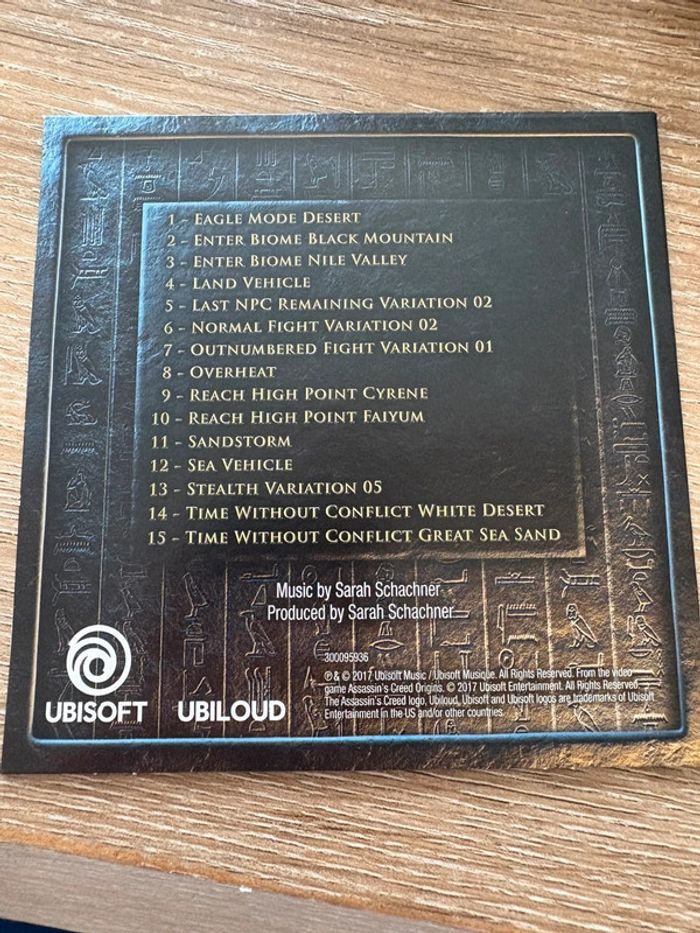 1 - Eagle Mode Desert
2 - Enter Biome Black Mountain
3 - Enter Biome Nile Valley
4 - Land Vehicle
5 - Last NPC Remaining Variation 02
6 - Normal Fight Variation 02
7 - Outnumbered Fight Variation 01
8 - Overheat
9 - Reach High Point Cyrene
10 - Reach High Point Faiyum
11 - Sandstorm
12 - Sea Vehicle
13 - Stealth Variation 05
14 - Time Without Conflict White Desert
15 - Time Without Conflict Great Sea Sand
Music by Sarah Schachner
Produced by Sarah Schachner
300095936
℗ & © 2017 Ubisoft Music / Ubisoft Musique. All Rights Reserved. From the video
game Assassin's Creed Origins. © 2017 Ubisoft Entertainment. All Rights Reserved.
The Assassin's Creed logo, Ubiloud, Ubisoft and Ubisoft logos are trademarks of Ubisoft
Entertainment in the US and/or other countries.
UBISOFT
UBILOUD